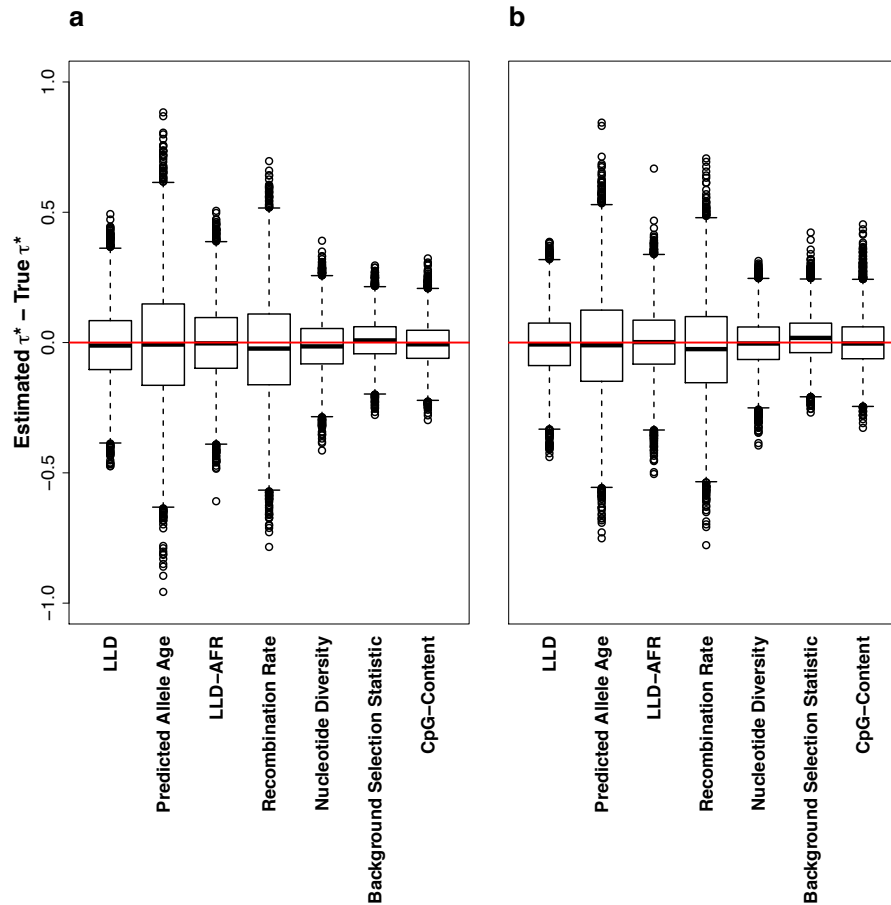 a
b
Estimated τ* − True τ*
1.0
0.5
0.0
−0.5
−1.0
LLD
Predicted Allele Age
LLD−AFR
Recombination Rate
Nucleotide Diversity
Background Selection Statistic
CpG−Content
LLD
Predicted Allele Age
LLD−AFR
Recombination Rate
Nucleotide Diversity
Background Selection Statistic
CpG−Content